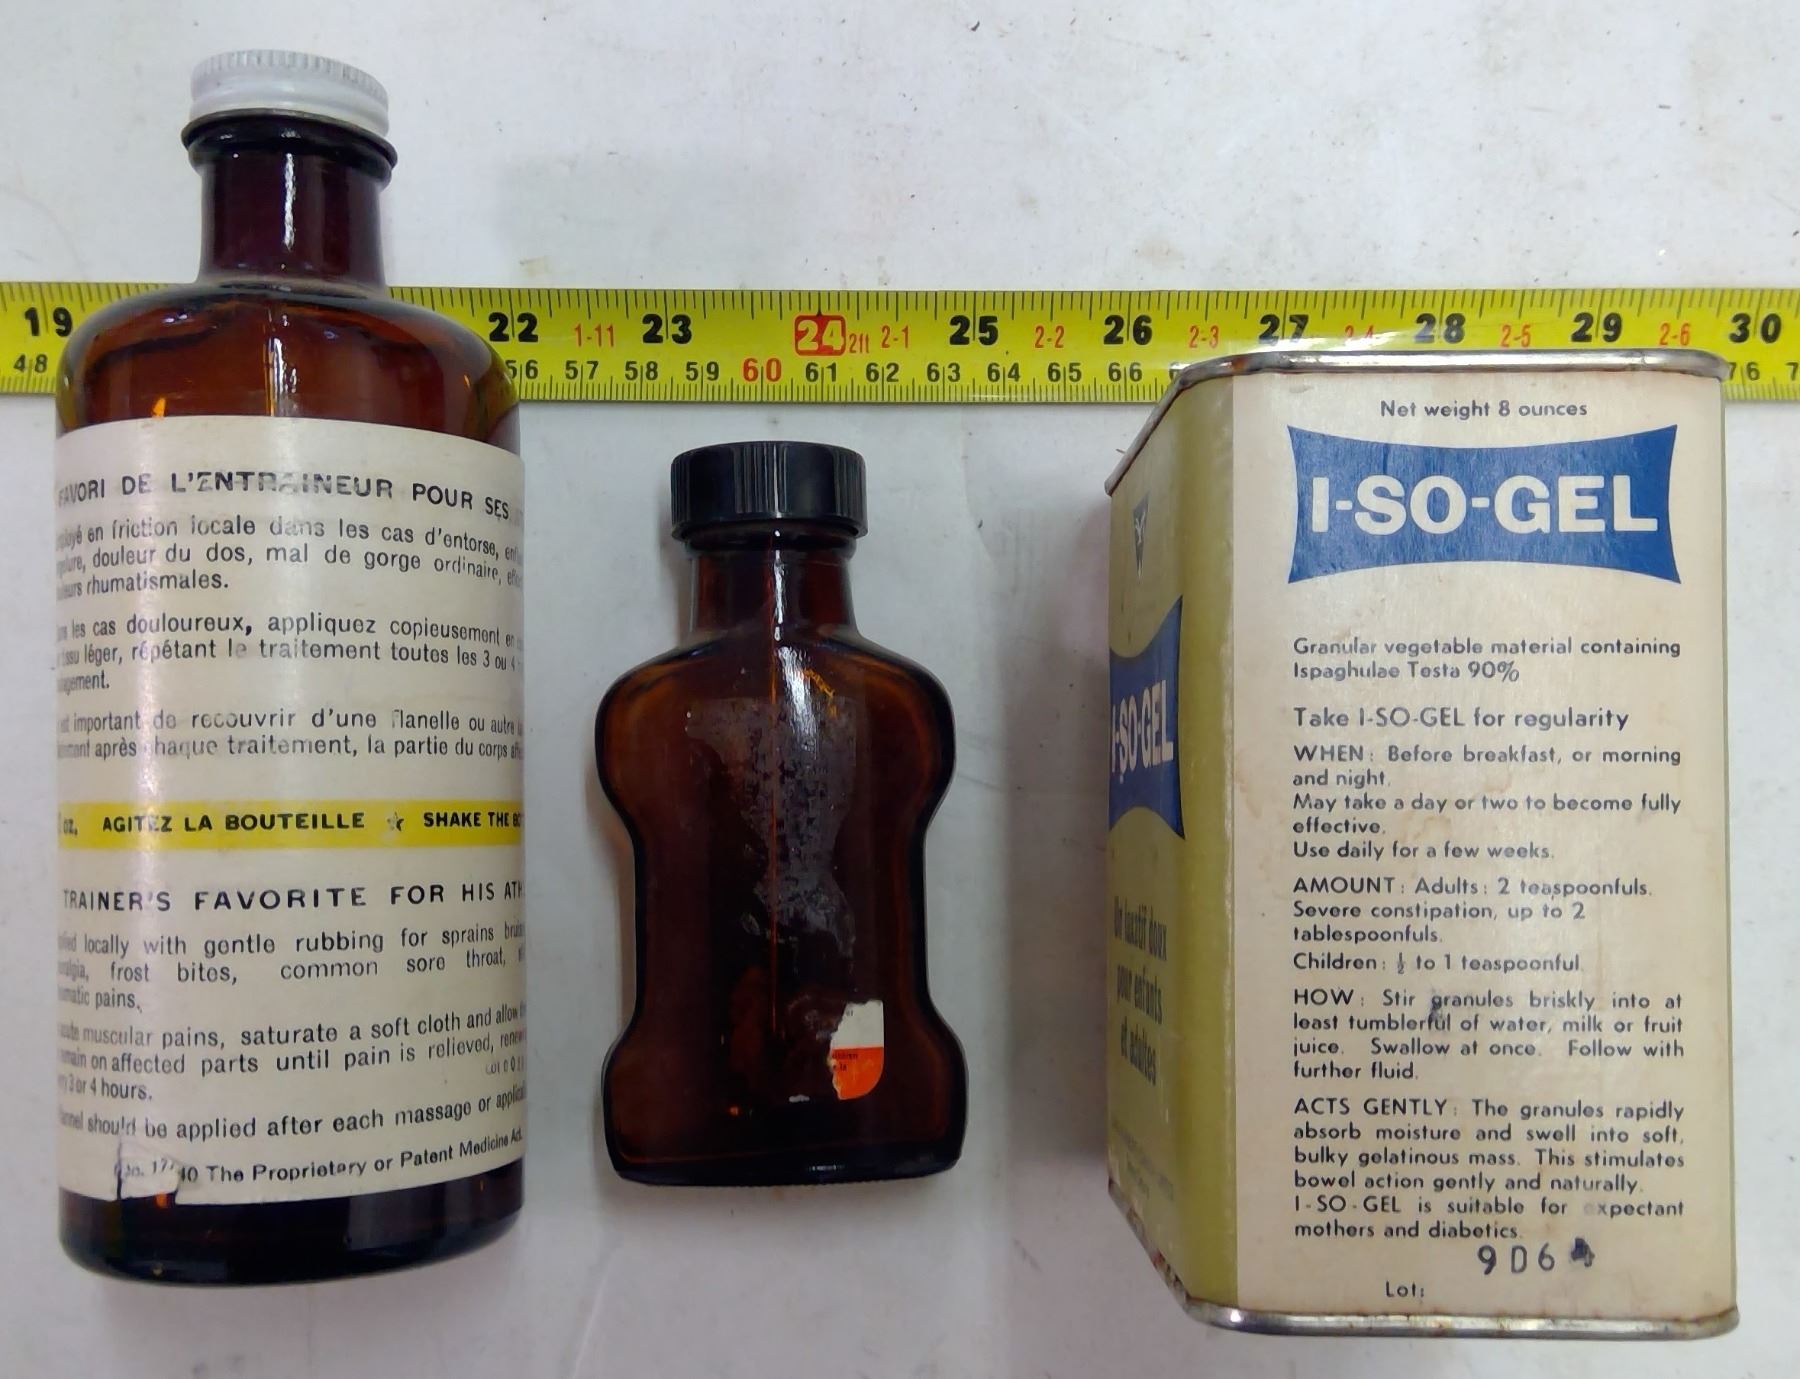 19 22 1-11 23 24 2ft 2-1 25 2-2 26 2-3 27 2-4 28 2-5 29 2-6 30
48 56 57 58 59 60 61 62 63 64 65 66 76 7
FAVORI DE L'ENTRAINEUR POUR SES
en friction locale dans les cas d'entorse,
douleur du dos, mal de gorge ordinaire,
rhumatismales.
les cas douloureux, appliquez copieusement en
tissu léger, répétant le traitement toutes les 3 ou 4
important de recouvrir d'une flanelle ou autre
après chaque traitement, la partie du corps
oz, AGITEZ LA BOUTEILLE ☆ SHAKE THE
TRAINER'S FAVORITE FOR HIS ATH
locally with gentle rubbing for sprains
frost bites, common sore throat,
pains.
muscular pains, saturate a soft cloth and allow
on affected parts until pain is relieved,
3 or 4 hours.
should be applied after each massage or
The Proprietary or Patent Medicine Act.
I-SO-GEL
Un laxatif doux
pour enfants
et adultes
Net weight 8 ounces
I-SO-GEL
Granular vegetable material containing
Ispaghulae Testa 90%
Take I-SO-GEL for regularity
WHEN: Before breakfast, or morning
and night.
May take a day or two to become fully
effective.
Use daily for a few weeks.
AMOUNT: Adults: 2 teaspoonfuls.
Severe constipation, up to 2
tablespoonfuls.
Children: ½ to 1 teaspoonful.
HOW: Stir granules briskly into at
least tumblerful of water, milk or fruit
juice. Swallow at once. Follow with
further fluid.
ACTS GENTLY: The granules rapidly
absorb moisture and swell into soft,
bulky gelatinous mass. This stimulates
bowel action gently and naturally.
I-SO-GEL is suitable for expectant
mothers and diabetics.
9D64
Lot: